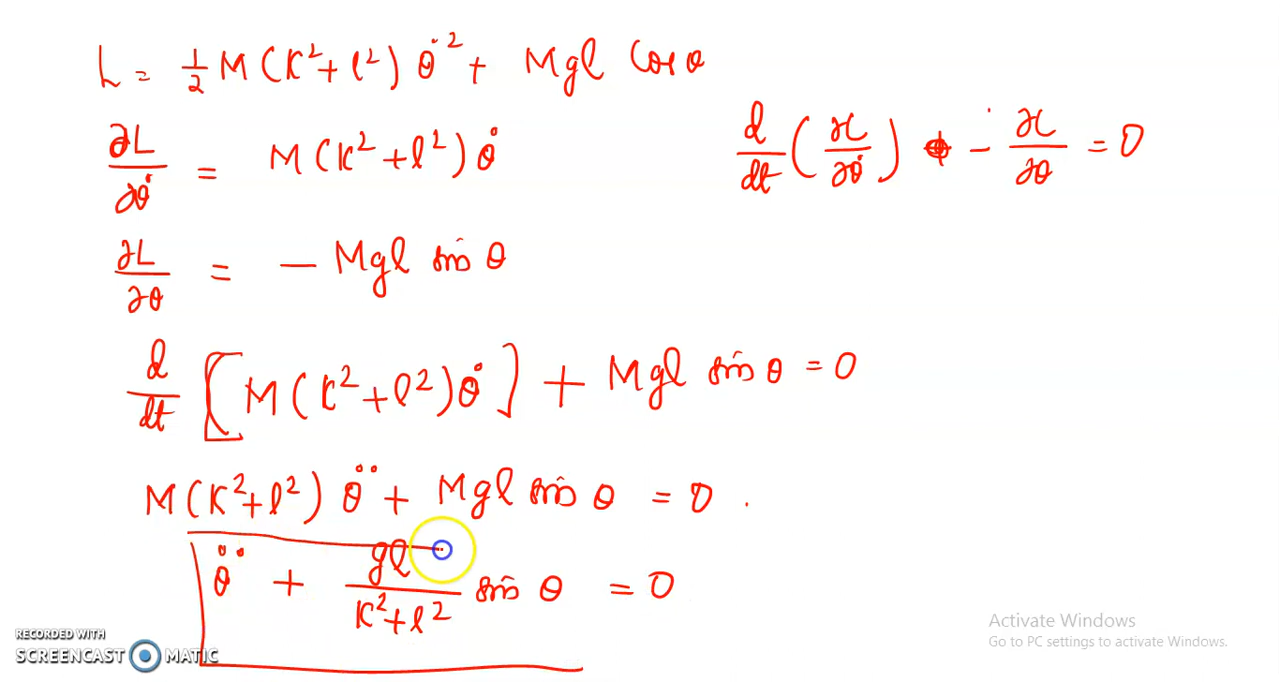 L = 1/2 M(K²+l²) θ̇² + Mgl cos θ
∂L/∂θ̇ = M(K²+l²) θ̇
d/dt (∂L/∂θ̇) - ∂L/∂θ = 0
∂L/∂θ = - Mgl sin θ
d/dt [M(K²+l²)θ̇] + Mgl sin θ = 0
M(K²+l²) θ̈ + Mgl sin θ = 0.
θ̈ + gl/(K²+l²) sin θ = 0
Activate Windows
Go to PC settings to activate Windows.
RECORDED WITH
SCREENCAST MATIC